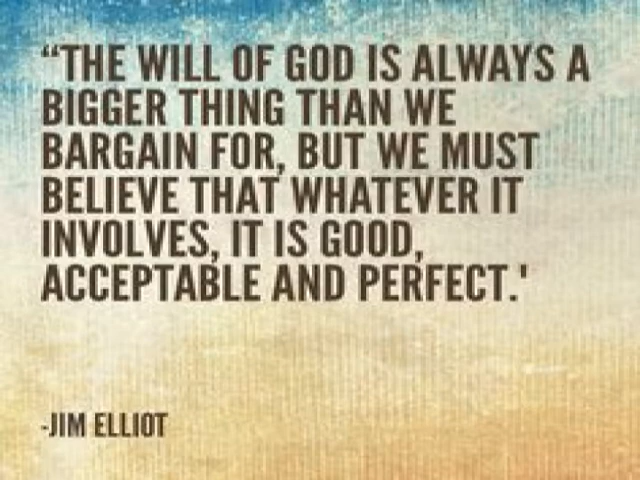 “THE WILL OF GOD IS ALWAYS A
BIGGER THING THAN WE
BARGAIN FOR, BUT WE MUST
BELIEVE THAT WHATEVER IT
INVOLVES, IT IS GOOD,
ACCEPTABLE AND PERFECT.'
-JIM ELLIOT